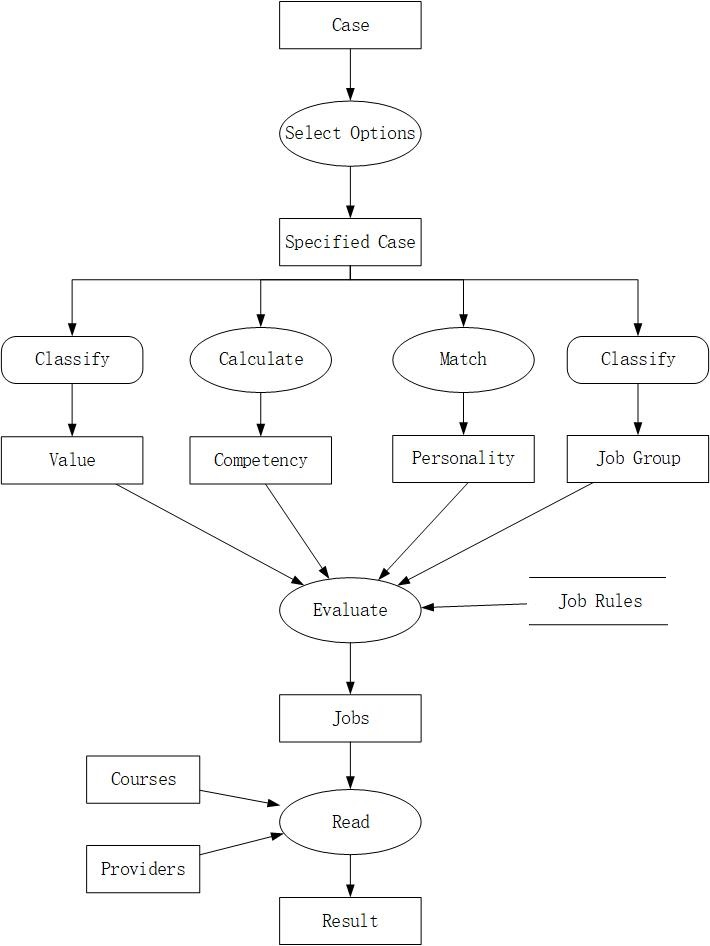 Case
Select Options
Specified Case
Classify
Calculate
Match
Classify
Value
Competency
Personality
Job Group
Evaluate
Job Rules
Jobs
Courses
Read
Providers
Result